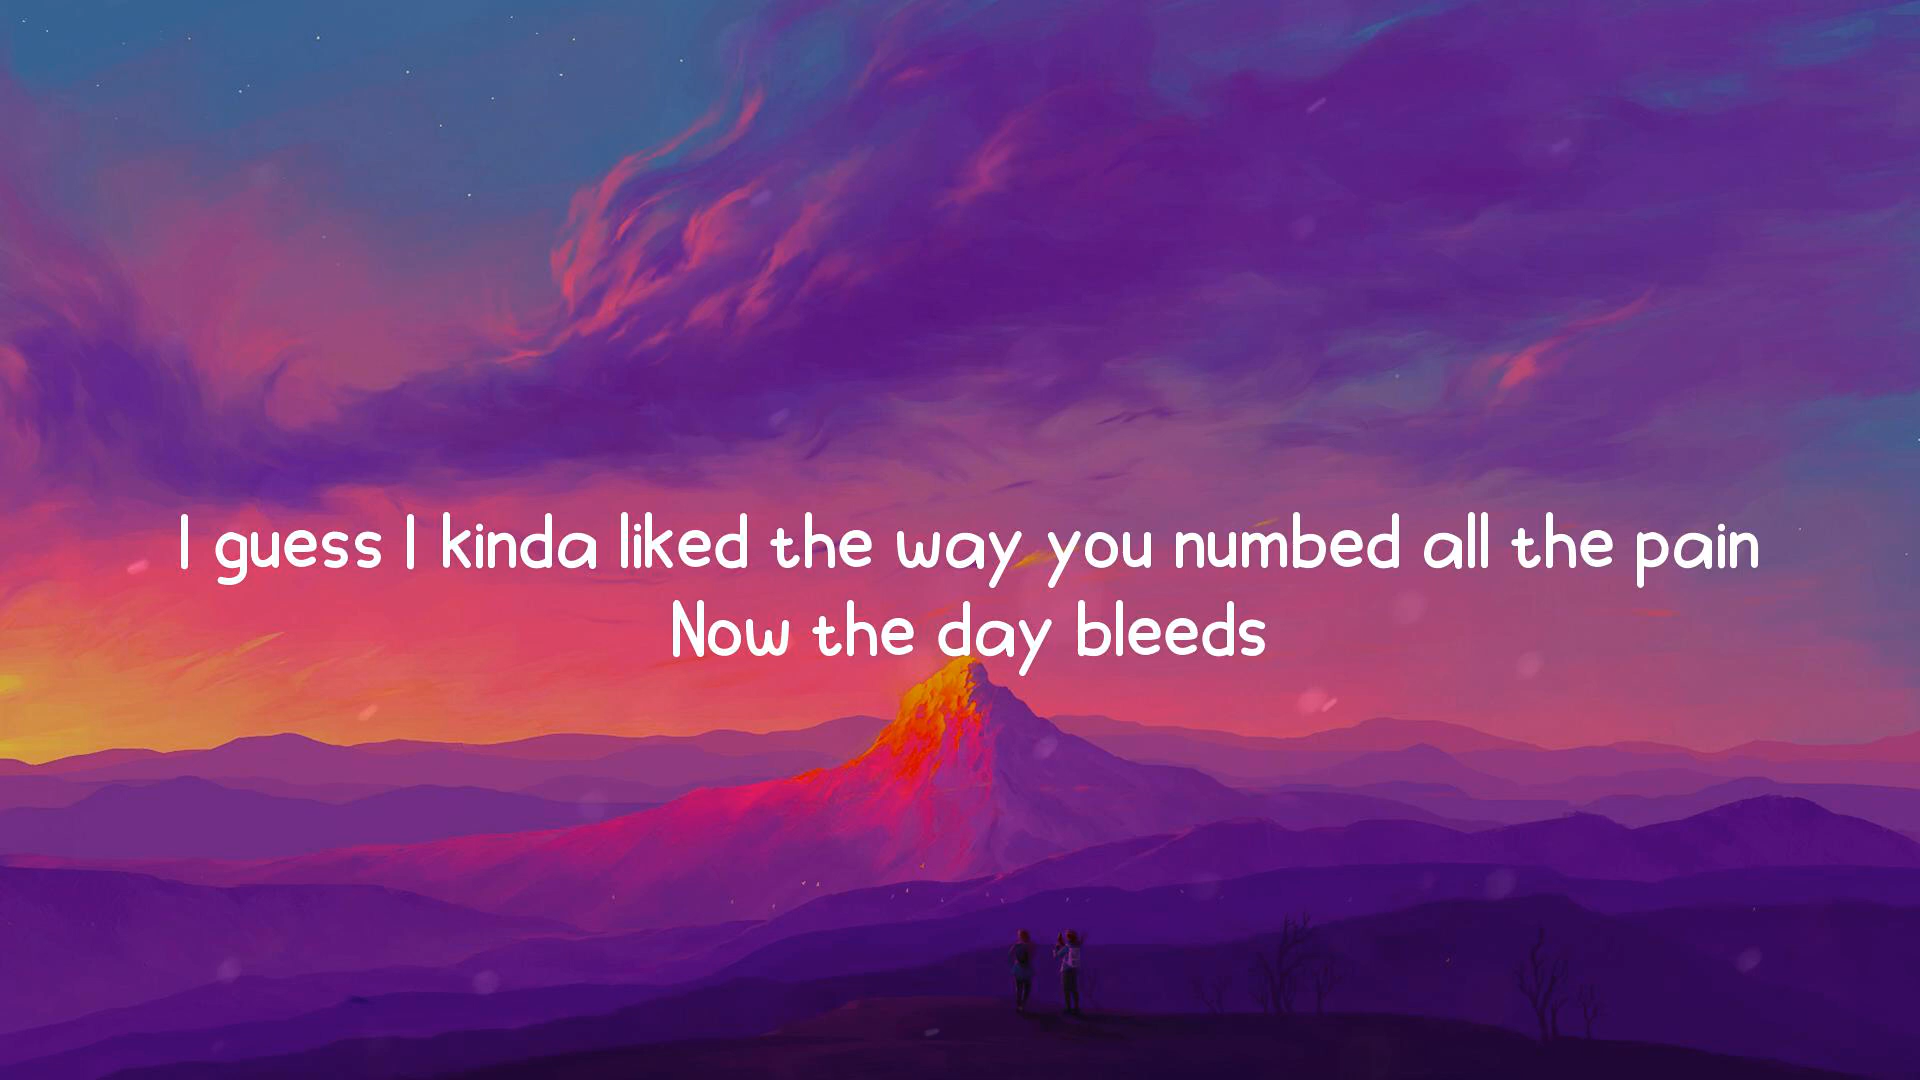 I guess I kinda liked the way you numbed all the pain
Now the day bleeds